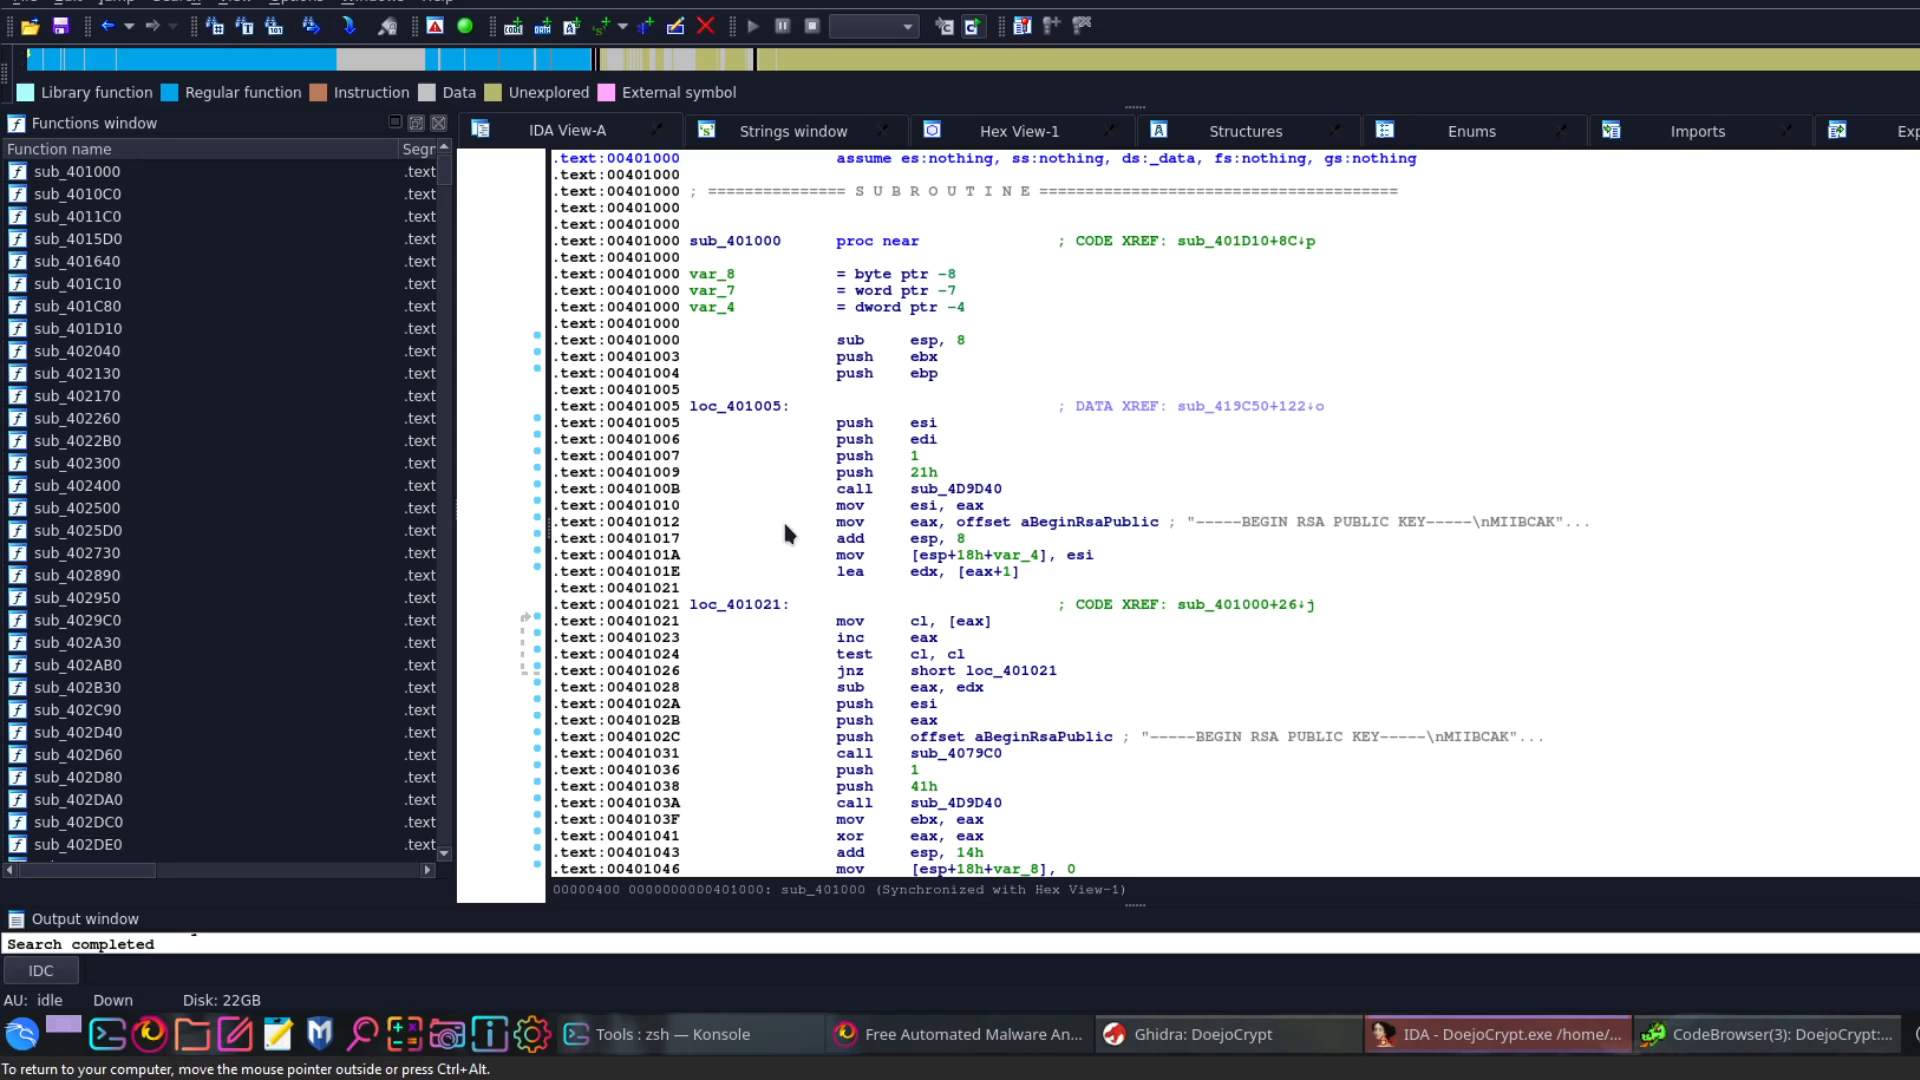 Library function Regular function Instruction Data Unexplored External symbol
Functions window
IDA View-A Strings window Hex View-1 Structures Enums Imports
Function name Segr
sub_401000 .text
sub_4010C0 .text
sub_4011C0 .text
sub_4015D0 .text
sub_401640 .text
sub_401C10 .text
sub_401C80 .text
sub_401D10 .text
sub_402040 .text
sub_402130 .text
sub_402170 .text
sub_402260 .text
sub_4022B0 .text
sub_402300 .text
sub_402400 .text
sub_402500 .text
sub_4025D0 .text
sub_402730 .text
sub_402890 .text
sub_402950 .text
sub_4029C0 .text
sub_402A30 .text
sub_402AB0 .text
sub_402B30 .text
sub_402C90 .text
sub_402D40 .text
sub_402D60 .text
sub_402D80 .text
sub_402DA0 .text
sub_402DC0 .text
sub_402DE0 .text
.text:00401000 assume es:nothing, ss:nothing, ds:_data, fs:nothing, gs:nothing
.text:00401000
.text:00401000 ; =============== S U B R O U T I N E =======================================
.text:00401000
.text:00401000
.text:00401000 sub_401000 proc near ; CODE XREF: sub_401D10+8C↓p
.text:00401000
.text:00401000 var_8 = byte ptr -8
.text:00401000 var_7 = word ptr -7
.text:00401000 var_4 = dword ptr -4
.text:00401000
.text:00401000 sub esp, 8
.text:00401003 push ebx
.text:00401004 push ebp
.text:00401005
.text:00401005 loc_401005: ; DATA XREF: sub_419C50+122↓o
.text:00401005 push esi
.text:00401006 push edi
.text:00401007 push 1
.text:00401009 push 21h
.text:0040100B call sub_4D9D40
.text:00401010 mov esi, eax
.text:00401012 mov eax, offset aBeginRsaPublic ; "-----BEGIN RSA PUBLIC KEY-----\nMIIBCAK"...
.text:00401017 add esp, 8
.text:0040101A mov [esp+18h+var_4], esi
.text:0040101E lea edx, [eax+1]
.text:00401021
.text:00401021 loc_401021: ; CODE XREF: sub_401000+26↓j
.text:00401021 mov cl, [eax]
.text:00401023 inc eax
.text:00401024 test cl, cl
.text:00401026 jnz short loc_401021
.text:00401028 sub eax, edx
.text:0040102A push esi
.text:0040102B push eax
.text:0040102C push offset aBeginRsaPublic ; "-----BEGIN RSA PUBLIC KEY-----\nMIIBCAK"...
.text:00401031 call sub_4079C0
.text:00401036 push 1
.text:00401038 push 41h
.text:0040103A call sub_4D9D40
.text:0040103F mov ebx, eax
.text:00401041 xor eax, eax
.text:00401043 add esp, 14h
.text:00401046 mov [esp+18h+var_8], 0
00000400 0000000000401000: sub_401000 (Synchronized with Hex View-1)
Output window
Search completed
IDC
AU: idle Down Disk: 22GB
Tools : zsh — Konsole Free Automated Malware An... Ghidra: DoejoCrypt IDA - DoejoCrypt.exe /home/... CodeBrowser(3): DoejoCrypt:...
To return to your computer, move the mouse pointer outside or press Ctrl+Alt.